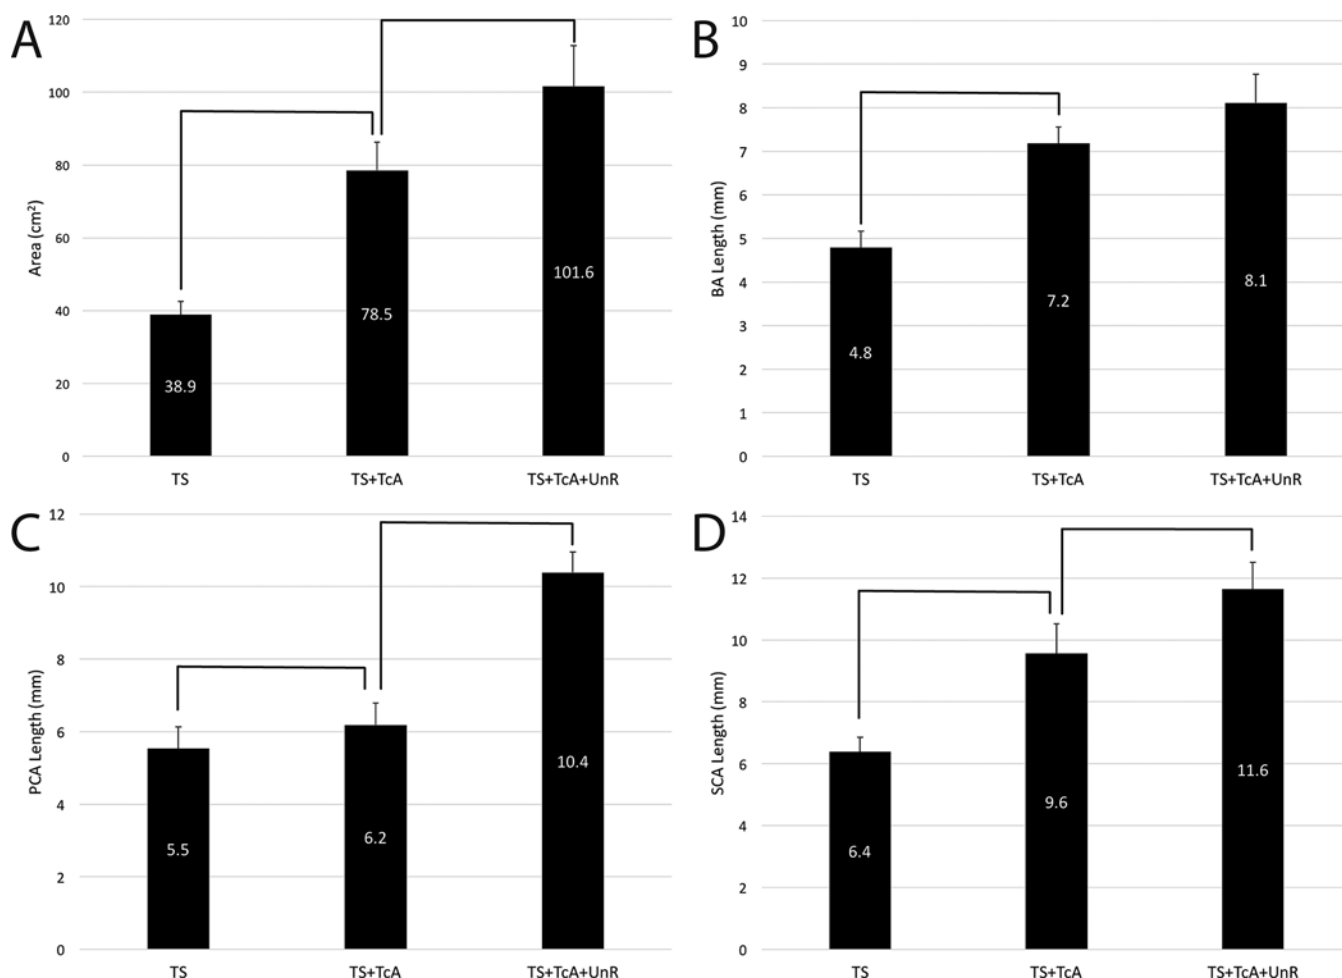 A
Area (cm²)
120
100
80
60
40
20
0
38.9
78.5
101.6
TS
TS+TcA
TS+TcA+UnR
B
BA Length (mm)
10
9
8
7
6
5
4
3
2
1
0
4.8
7.2
8.1
TS
TS+TcA
TS+TcA+UnR
C
PCA Length (mm)
12
10
8
6
4
2
0
5.5
6.2
10.4
TS
TS+TcA
TS+TcA+UnR
D
SCA Length (mm)
14
12
10
8
6
4
2
0
6.4
9.6
11.6
TS
TS+TcA
TS+TcA+UnR